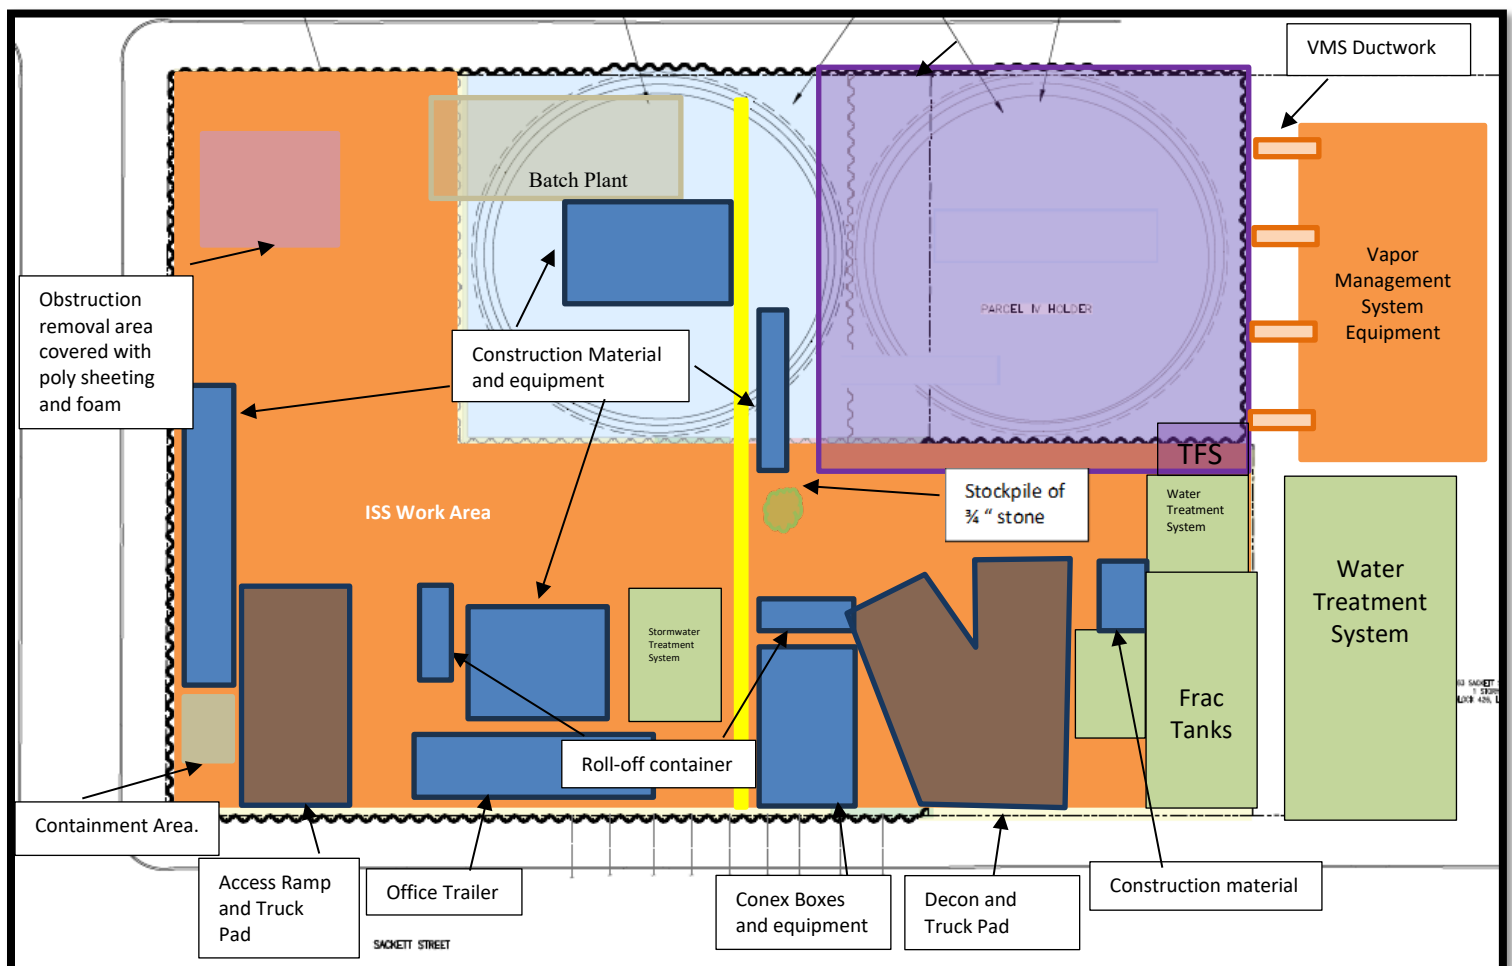 VMS Ductwork
Batch Plant
Vapor
Management
System
Equipment
Obstruction
removal area
covered with
poly sheeting
and foam
PARCEL IV HOLDER
Construction Material
and equipment
TFS
Water
Treatment
System
Stockpile of
¾ “ stone
ISS Work Area
Water
Treatment
System
Stormwater
Treatment
System
Frac
Tanks
Roll-off container
Containment Area.
Access Ramp
and Truck
Pad
Office Trailer
Conex Boxes
and equipment
Decon and
Truck Pad
Construction material
SACKETT STREET